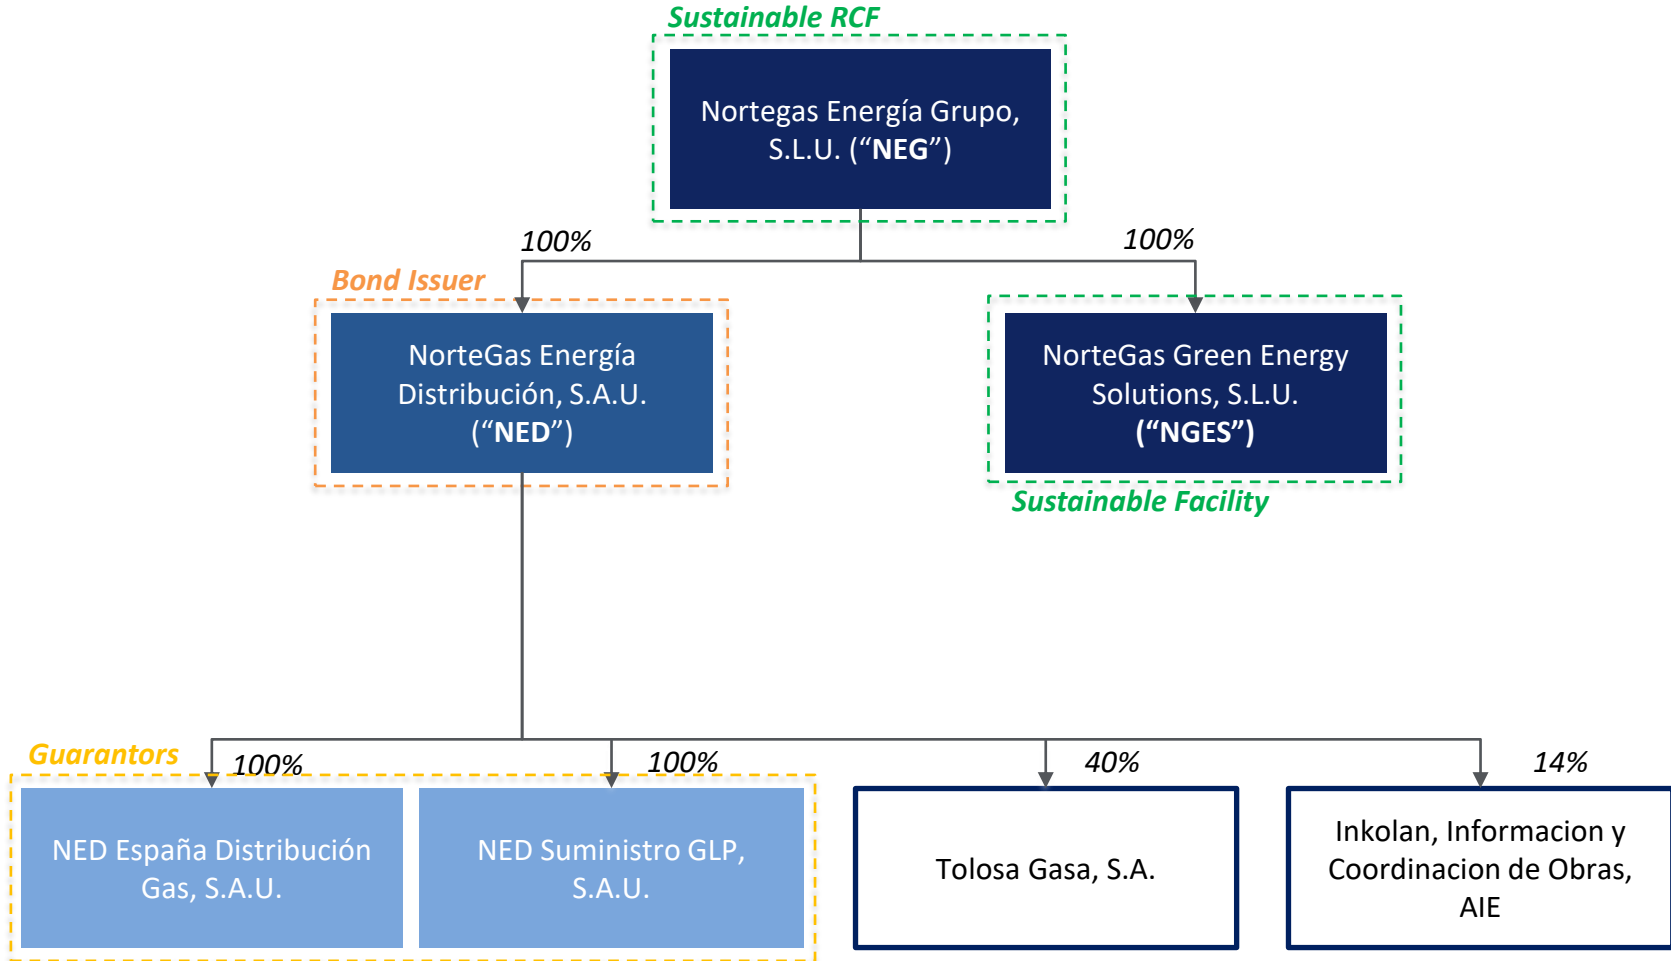 Sustainable RCF
Nortegas Energía Grupo,
S.L.U. (“NEG”)
100%
100%
Bond Issuer
NorteGas Energía
Distribución, S.A.U.
(“NED”)
NorteGas Green Energy
Solutions, S.L.U.
(“NGES”)
Sustainable Facility
Guarantors
100%
100%
40%
14%
NED España Distribución
Gas, S.A.U.
NED Suministro GLP,
S.A.U.
Tolosa Gasa, S.A.
Inkolan, Informacion y
Coordinacion de Obras,
AIE